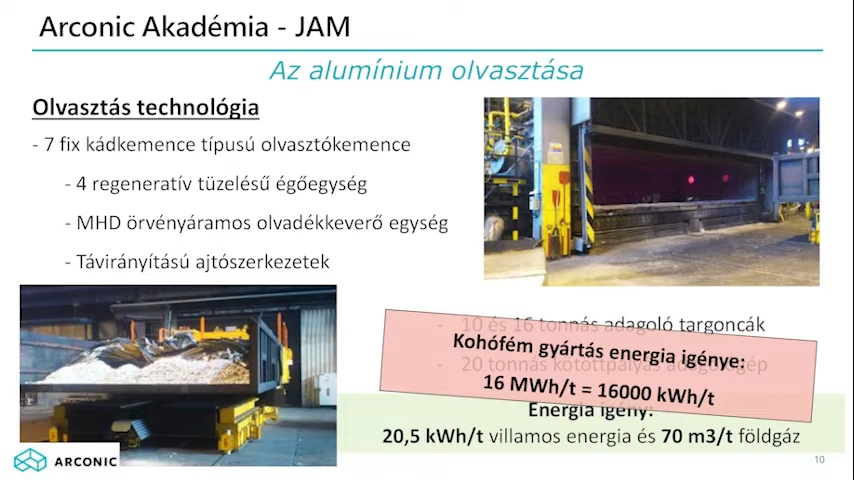 Arconic Akadémia - JAM
Az alumínium olvasztása
Olvasztás technológia
- 7 fix kádkemence típusú olvasztókemence
- 4 regeneratív tüzelésű égőegység
- MHD örvényáramos olvadékkeverő egység
- Távirányítású ajtószerkezetek
- 10 és 16 tonnás adagoló targoncák
- 20 tonnás kötöttpályás adagológép
Kohófém gyártás energia igénye:
16 MWh/t = 16000 kWh/t
Energia igény:
20,5 kWh/t villamos energia és 70 m3/t földgáz
ARCONIC
10